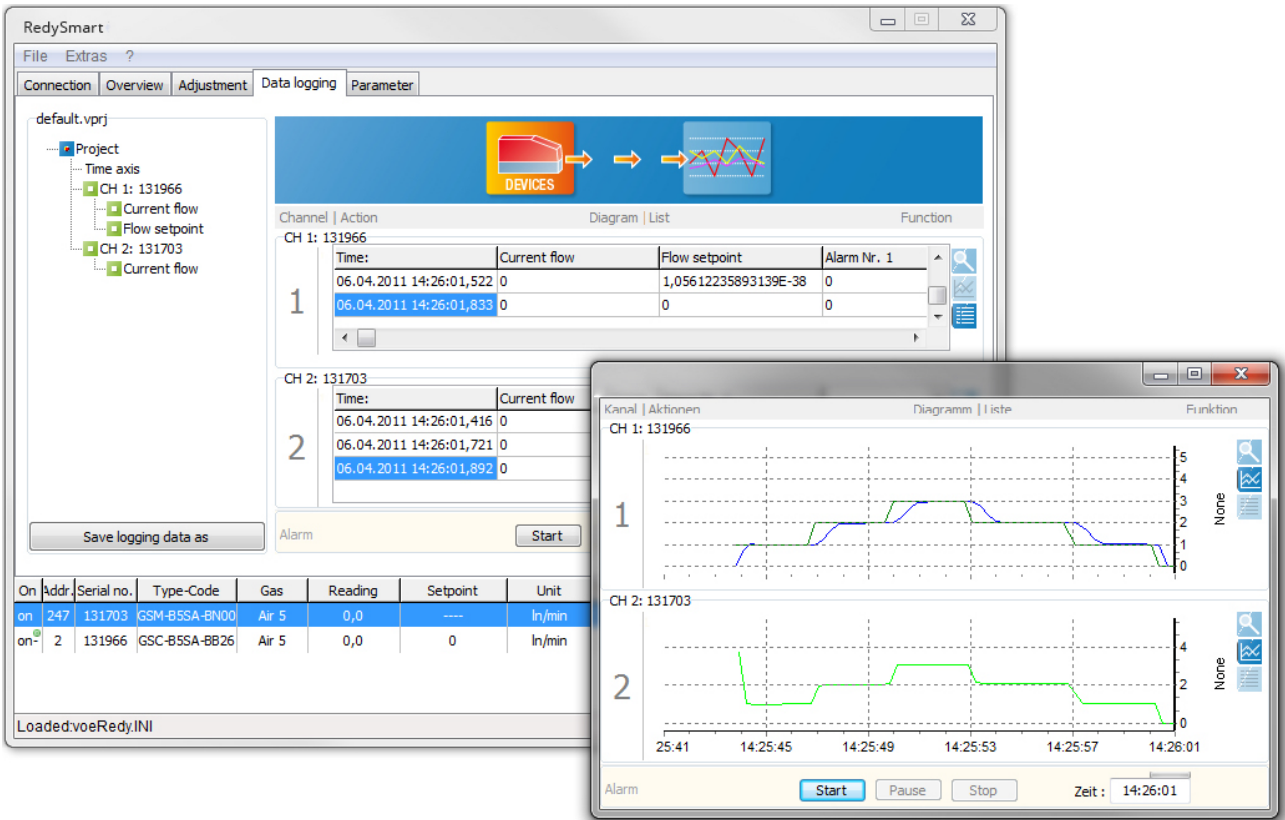 RedySmart
File Extras ?
Connection Overview Adjustment Data logging Parameter
default.vprj
Project
Time axis
CH 1: 131966
Current flow
Flow setpoint
CH 2: 131703
Current flow
Save logging data as
DEVICES
Channel | Action Diagram | List Function
CH 1: 131966
1
Time: Current flow Flow setpoint Alarm Nr. 1
06.04.2011 14:26:01,522 0 1,05612235893139E-38 0
06.04.2011 14:26:01,833 0 0 0
CH 2: 131703
2
Time: Current flow
06.04.2011 14:26:01,416 0
06.04.2011 14:26:01,721 0
06.04.2011 14:26:01,892 0
Alarm Start
On Addr. Serial no. Type-Code Gas Reading Setpoint Unit
on 247 131703 GSM-B5SA-BN00 Air 5 0,0 ---- ln/min
on- 2 131966 GSC-B5SA-BB26 Air 5 0,0 0 ln/min
Loaded:voeRedy.INI
Kanal | Aktionen Diagramm | Liste Funktion
CH 1: 131966
1
5
4
3
2
1
0
None
CH 2: 131703
2
4
2
0
None
25:41 14:25:45 14:25:49 14:25:53 14:25:57 14:26:01
Alarm Start Pause Stop Zeit : 14:26:01